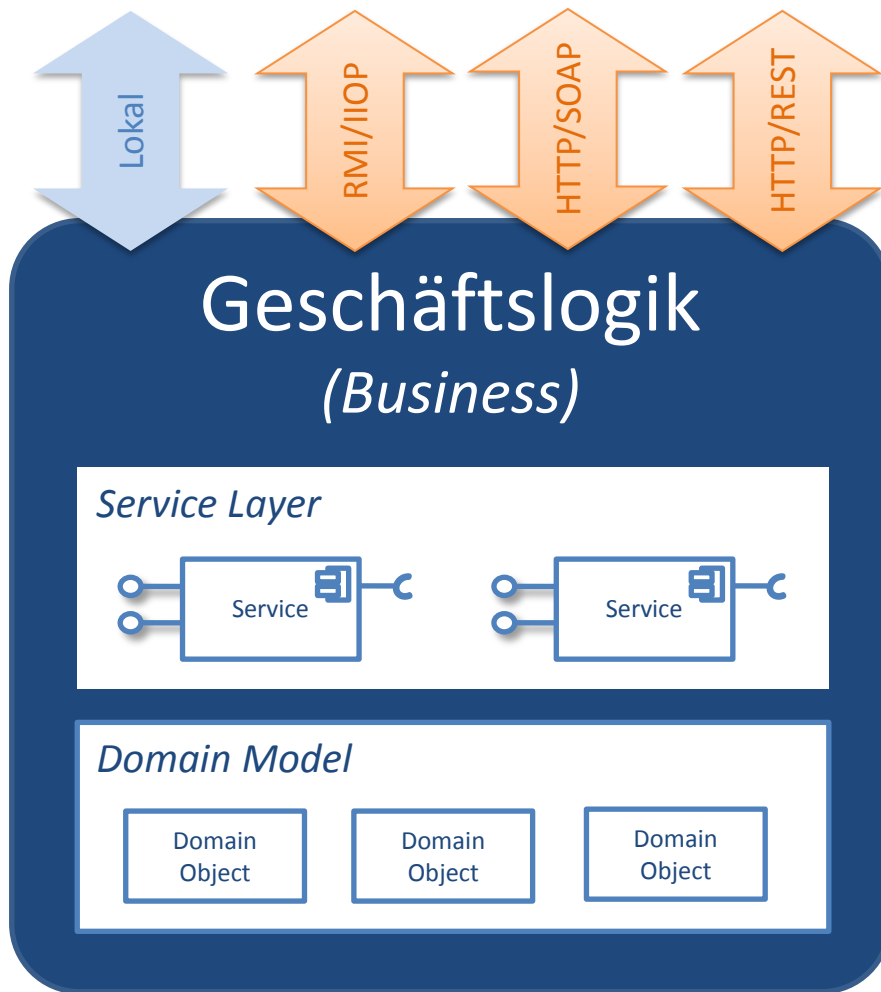 Lokal
RMI/IIOP
HTTP/SOAP
HTTP/REST
Geschäftslogik
(Business)
Service Layer
Service
Service
Domain Model
Domain
Object
Domain
Object
Domain
Object